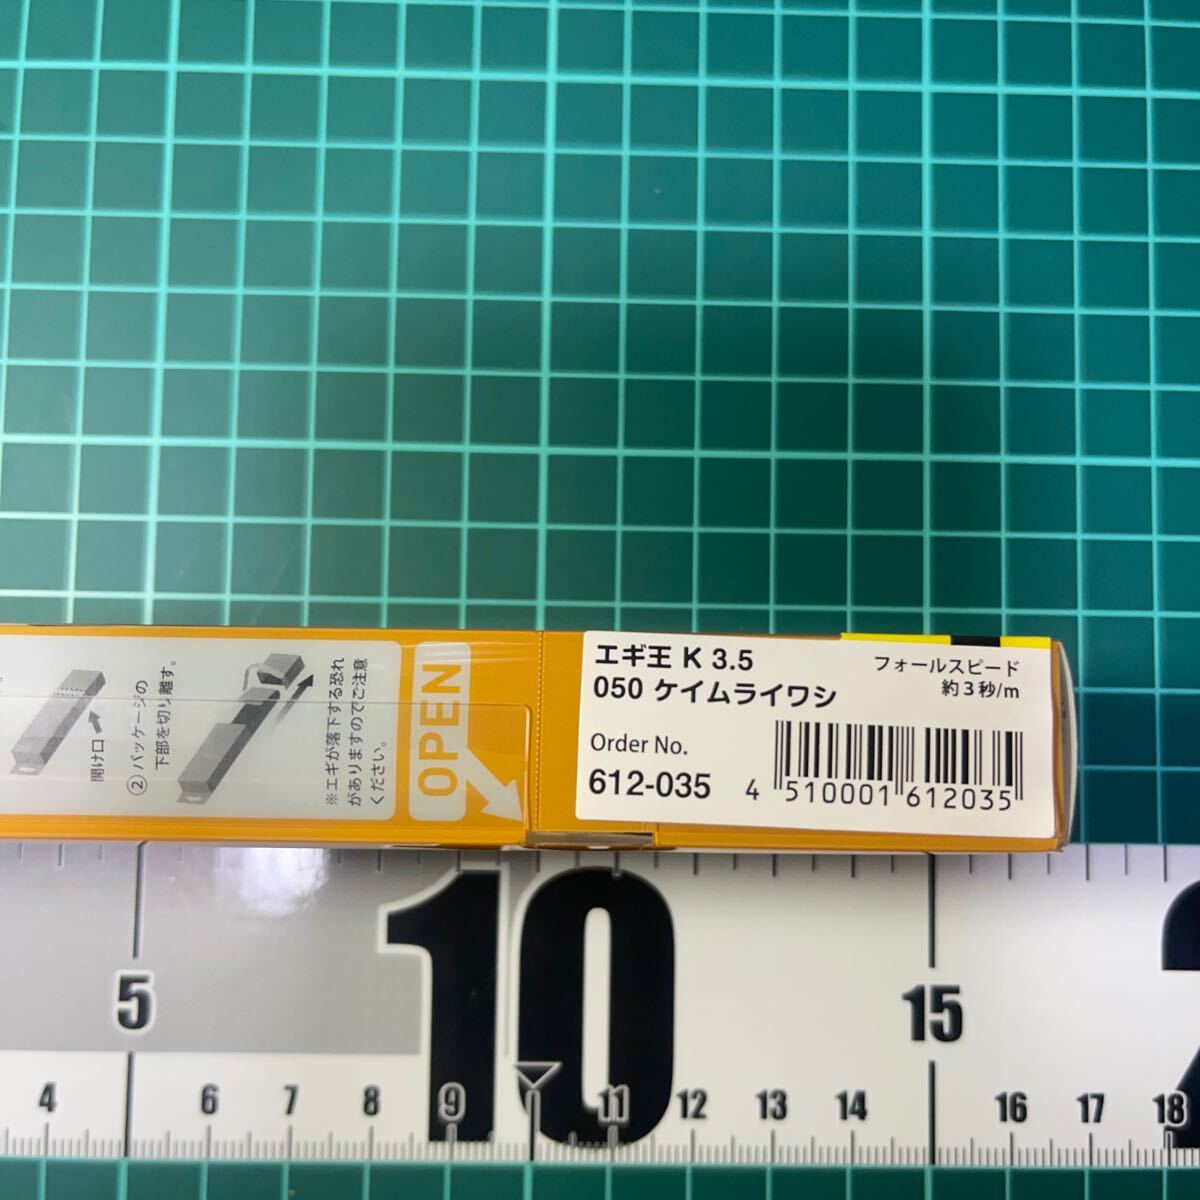 エギ王 K 3.5
050 ケイムライワシ
フォールスピード
約3秒/m
Order No.
612-035
4 510001 612035
OPEN
開け口
② パッケージの
下部を切り離す。
※エギが落下する恐れ
がありますのでご注意
ください。
10
5
15
4 6 7 8 9 11 12 13 14 16 17 18